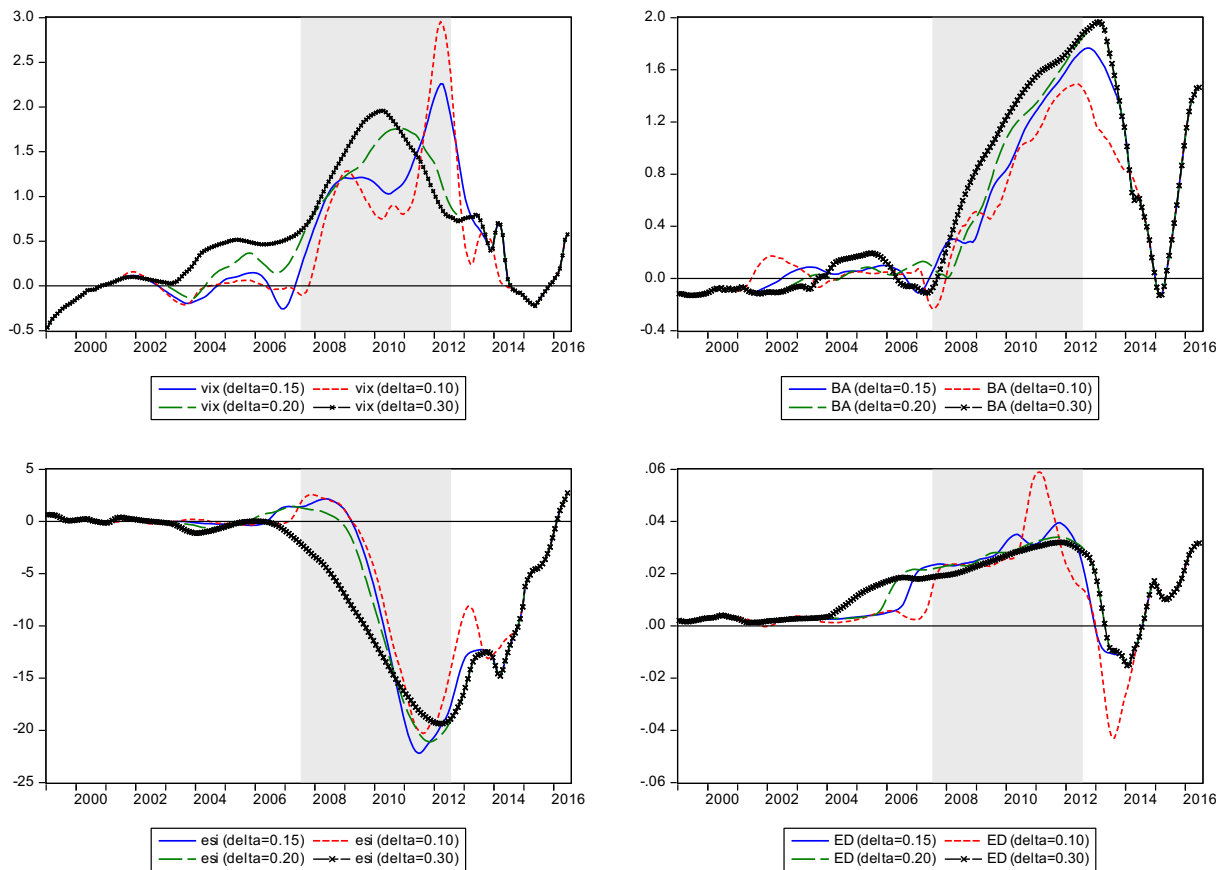 3.0
2.5
2.0
1.5
1.0
0.5
0.0
-0.5
2000 2002 2004 2006 2008 2010 2012 2014 2016
vix (delta=0.15) vix (delta=0.10)
vix (delta=0.20) vix (delta=0.30)
2.0
1.6
1.2
0.8
0.4
0.0
-0.4
2000 2002 2004 2006 2008 2010 2012 2014 2016
BA (delta=0.15) BA (delta=0.10)
BA (delta=0.20) BA (delta=0.30)
5
0
-5
-10
-15
-20
-25
2000 2002 2004 2006 2008 2010 2012 2014 2016
esi (delta=0.15) esi (delta=0.10)
esi (delta=0.20) esi (delta=0.30)
.06
.04
.02
.00
-.02
-.04
-.06
2000 2002 2004 2006 2008 2010 2012 2014 2016
ED (delta=0.15) ED (delta=0.10)
ED (delta=0.20) ED (delta=0.30)